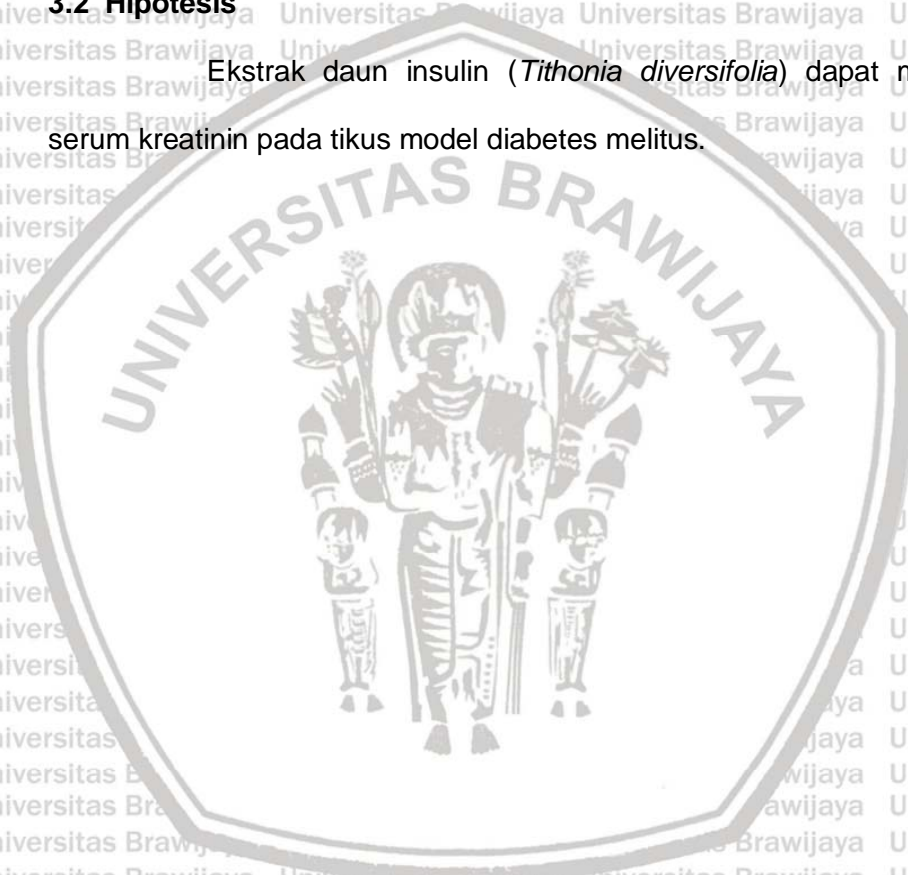 3.2 Hipotesis
Ekstrak daun insulin (Tithonia diversifolia) dapat
serum kreatinin pada tikus model diabetes melitus.
UNIVERSITAS BRAWIJAYA